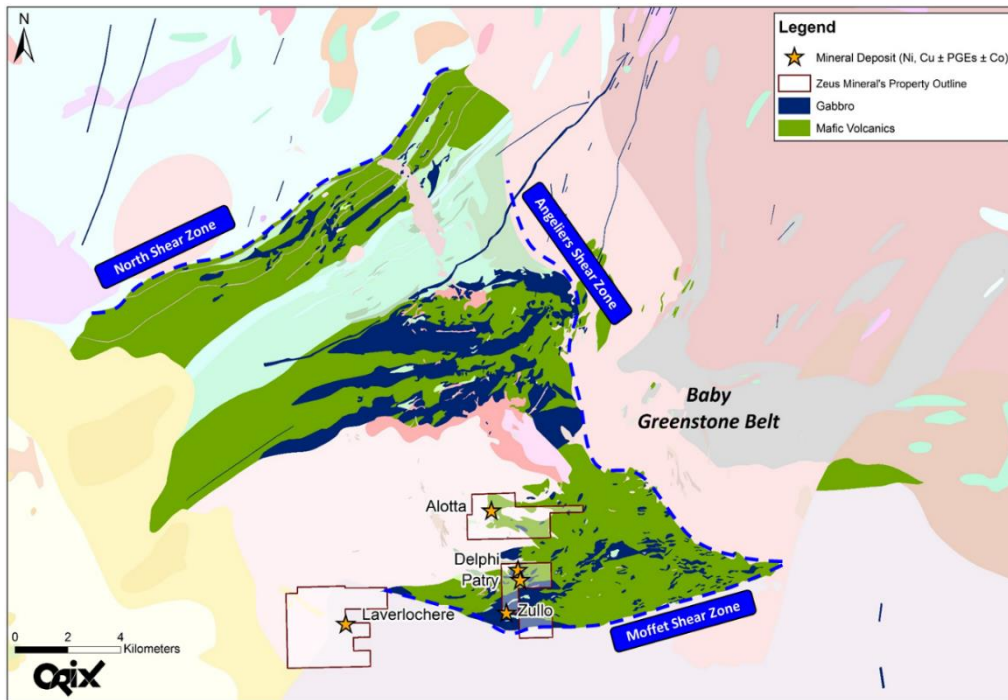 N
Legend
Mineral Deposit (Ni, Cu ± PGEs ± Co)
Zeus Mineral's Property Outline
Gabbro
Mafic Volcanics
North Shear Zone
Angeliers Shear Zone
Baby
Greenstone Belt
Alotta
Delphi
Patry
Zullo
Laverlochere
Moffet Shear Zone
0 2 4
Kilometers
Orix